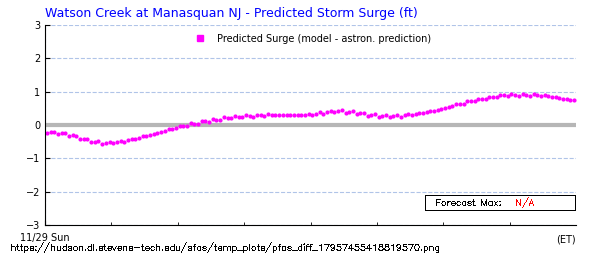 Watson Creek at Manasquan NJ - Predicted Storm Surge (ft)
3
Predicted Surge (model - astron. prediction)
2
1
0
−1
−2
Forecast Max: N/A
−3
11/29 Sun
(ET)
https://hudson.dl.stevens-tech.edu/sfas/temp_plots/pfas_diff_17957455418819570.png